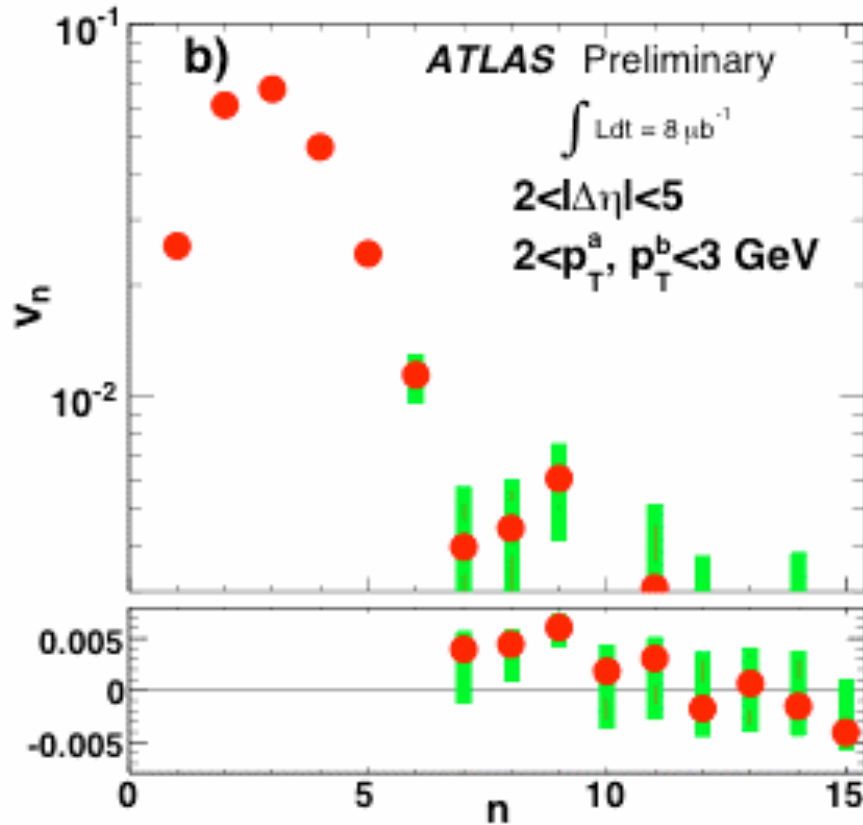 10⁻¹
b)
ATLAS Preliminary
∫ Ldt = 8 μb⁻¹
2<|Δη|<5
2<p_T^a, p_T^b<3 GeV
v_n
10⁻²
0.005
0
-0.005
0 5 10 15
n